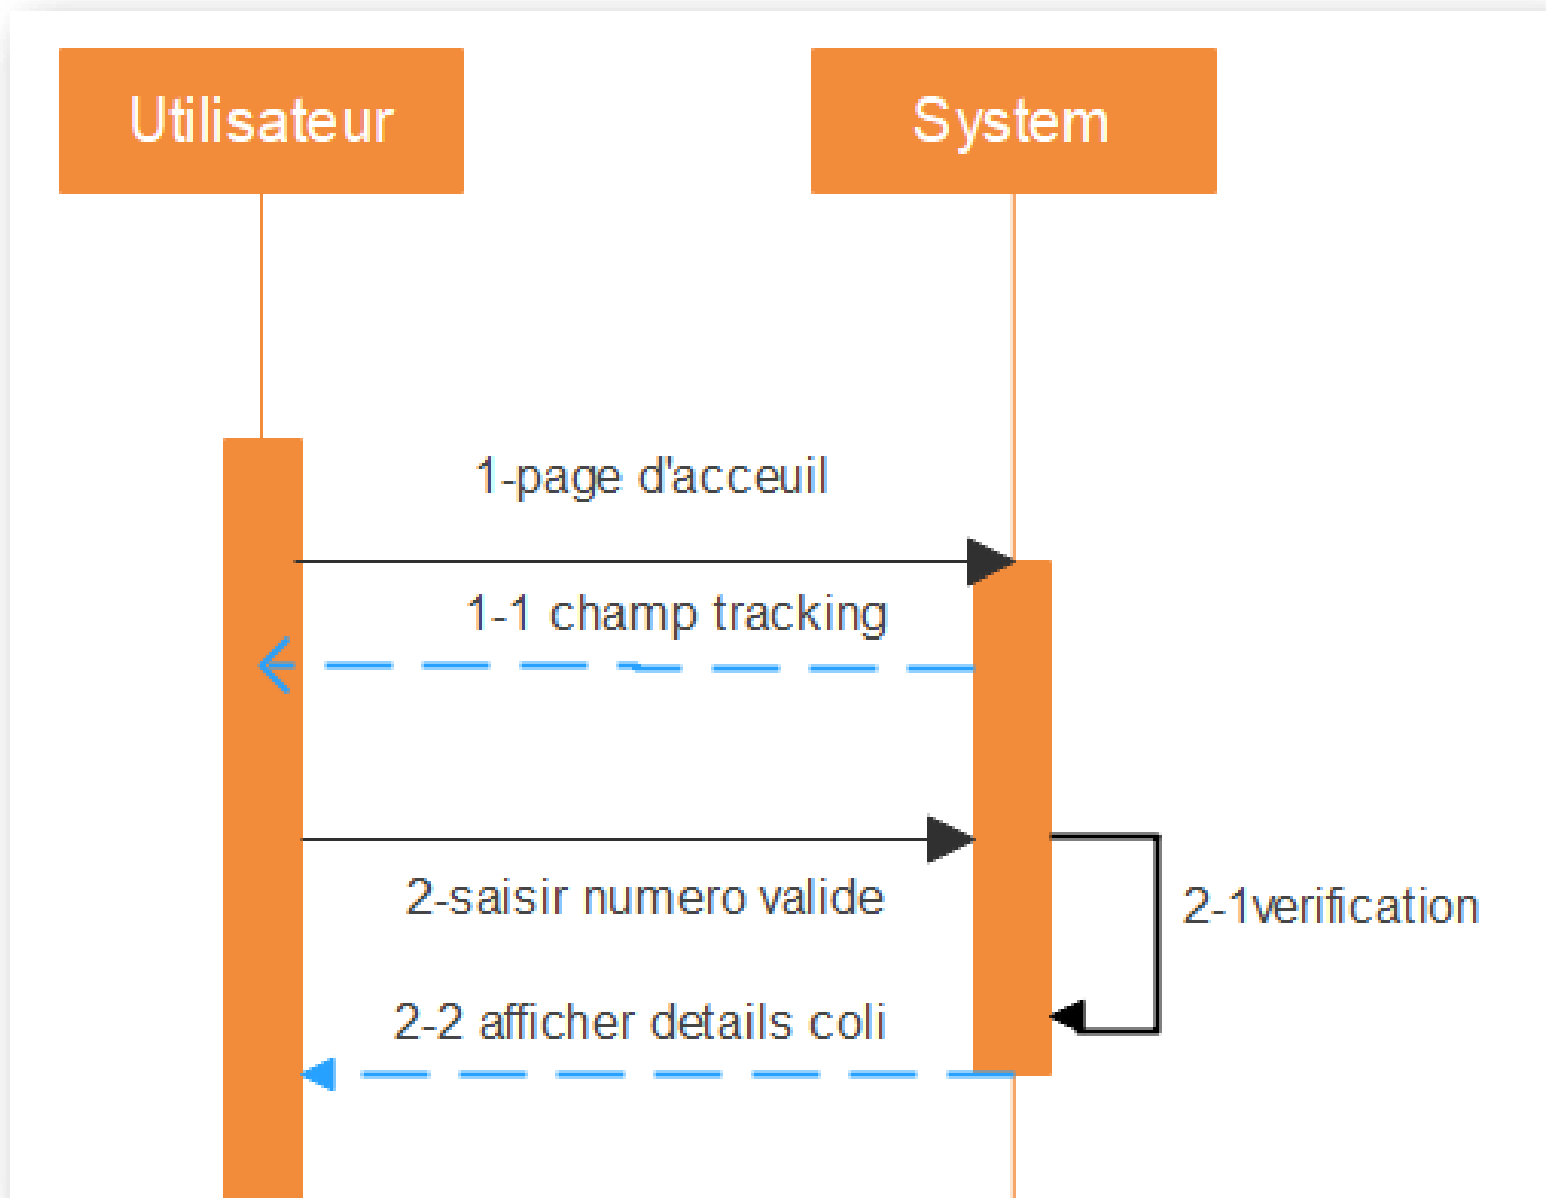 Utilisateur
System
1-page d'acceuil
1-1 champ tracking
2-saisir numero valide
2-1verification
2-2 afficher details coli